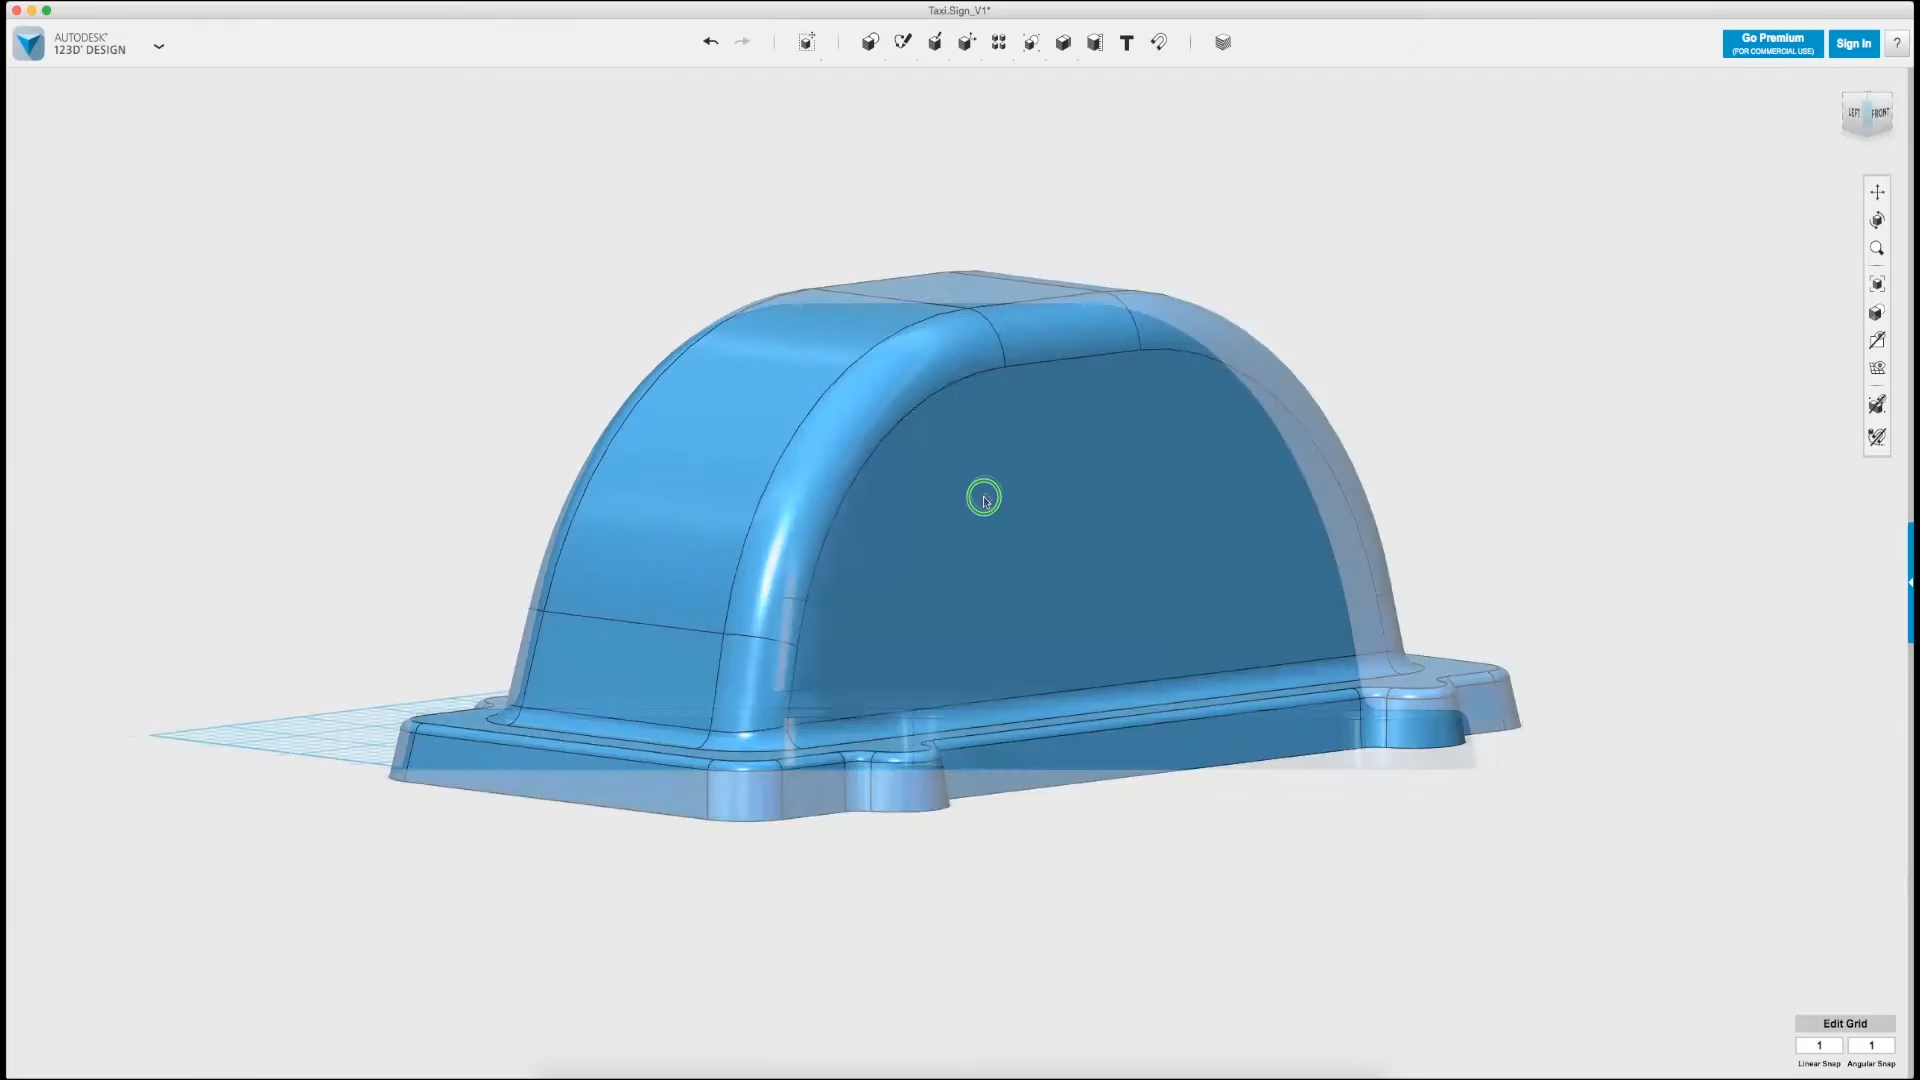 Taxi.Sign_V1*
AUTODESK®
123D® DESIGN
T
Go Premium
(FOR COMMERCIAL USE)
Sign In
?
LEFT
FRONT
Edit Grid
1
1
Linear Snap
Angular Snap